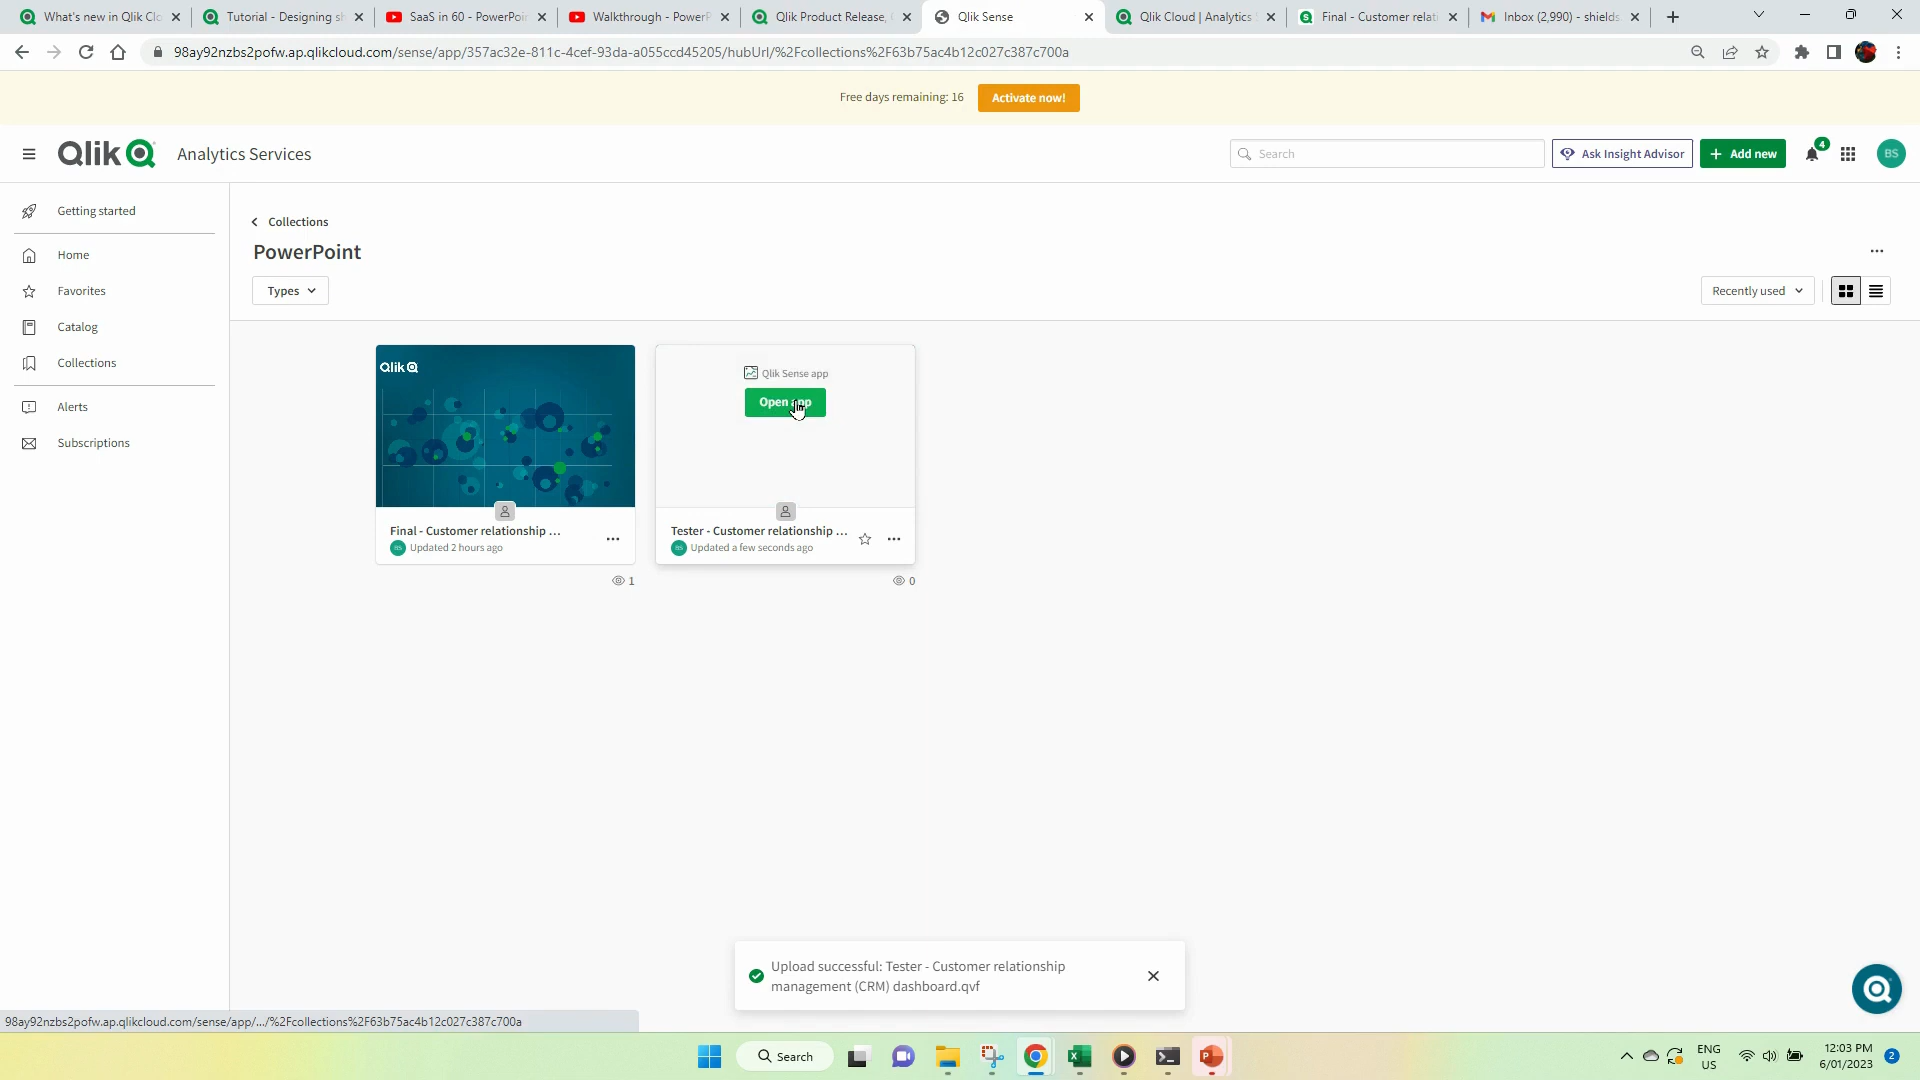 What's new in Qlik Clo
Tutorial - Designing sh
SaaS in 60 - PowerPoin
Walkthrough - PowerP
Qlik Product Release,
Qlik Sense
Qlik Cloud | Analytics
Final - Customer relati
Inbox (2,990) - shields
98ay92nzbs2pofw.ap.qlikcloud.com/sense/app/357ac32e-811c-4cef-93da-a055ccd45205/hubUrl/%2Fcollections%2F63b75ac4b12c027c387c700a
Free days remaining: 16
Activate now!
Qlik
Analytics Services
Search
Ask Insight Advisor
Add new
4
BS
Getting started
Home
Favorites
Catalog
Collections
Alerts
Subscriptions
Collections
PowerPoint
Types
Recently used
Qlik
Qlik Sense app
Open app
Final - Customer relationship ...
BS Updated 2 hours ago
1
Tester - Customer relationship ...
BS Updated a few seconds ago
0
Upload successful: Tester - Customer relationship
management (CRM) dashboard.qvf
98ay92nzbs2pofw.ap.qlikcloud.com/sense/app/.../%2Fcollections%2F63b75ac4b12c027c387c700a
Search
ENG
US
12:03 PM
6/01/2023
2